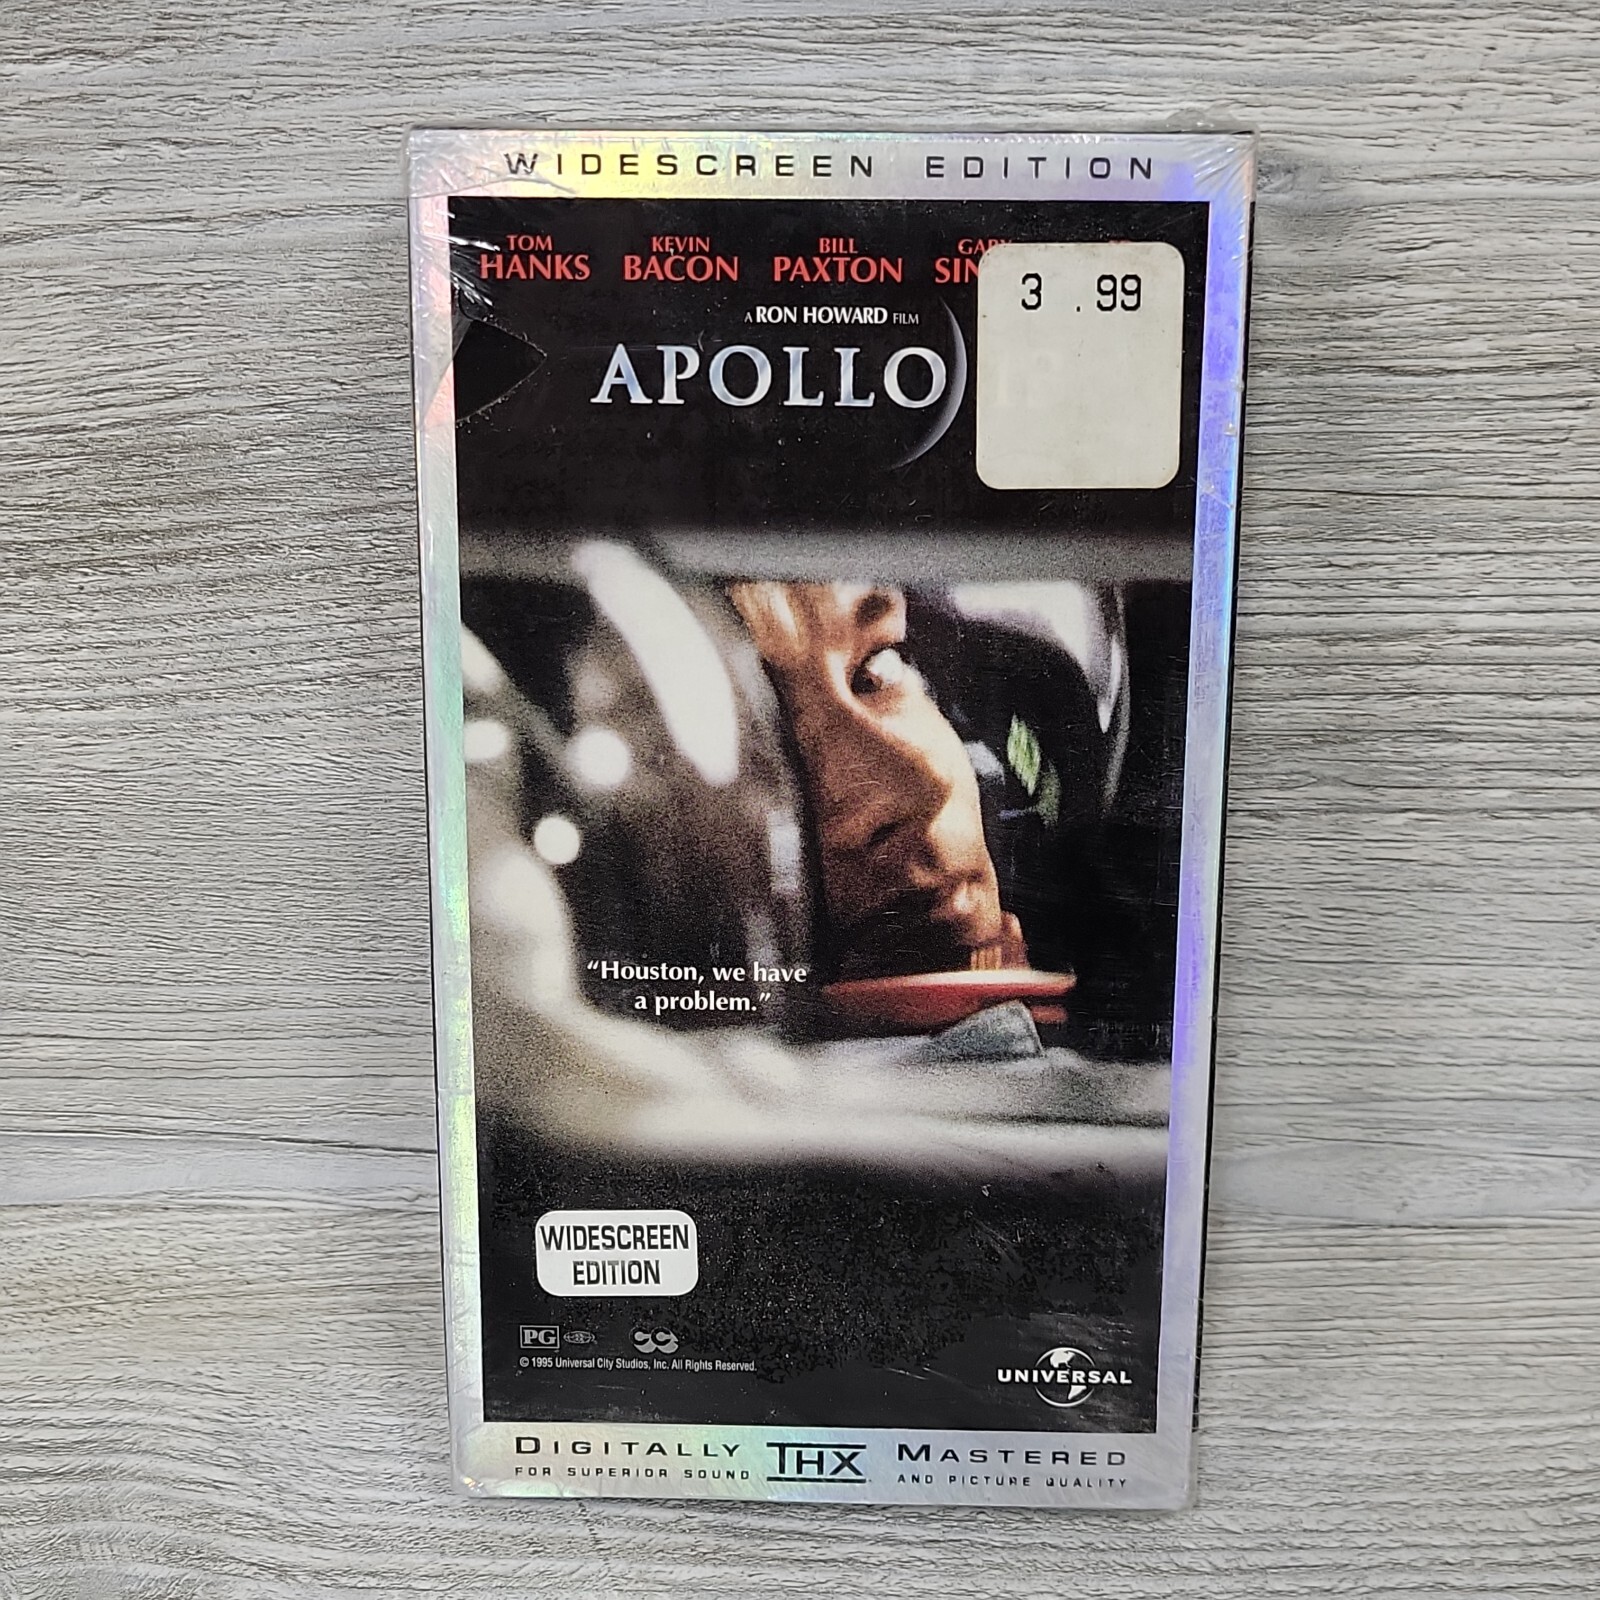 WIDESCREEN EDITION
TOM KEVIN BILL
HANKS BACON PAXTON
3 .99
A RON HOWARD FILM
APOLLO
“Houston, we have
a problem.”
WIDESCREEN
EDITION
PG
© 1995 Universal City Studios, Inc. All Rights Reserved.
UNIVERSAL
DIGITALLY THX MASTERED
FOR SUPERIOR SOUND AND PICTURE QUALITY